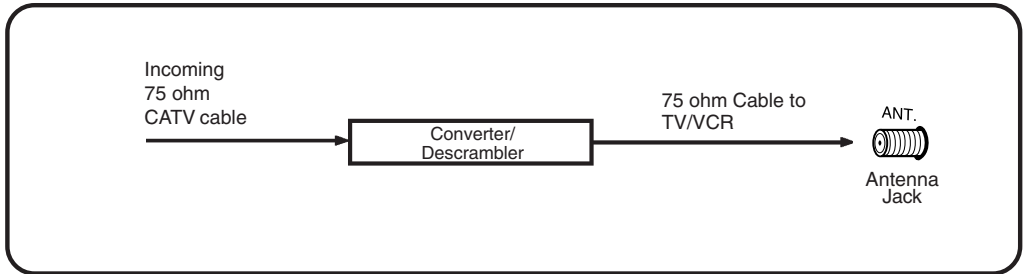 Incoming
75 ohm
CATV cable
Converter/
Descrambler
75 ohm Cable to
TV/VCR
ANT.
Antenna
Jack